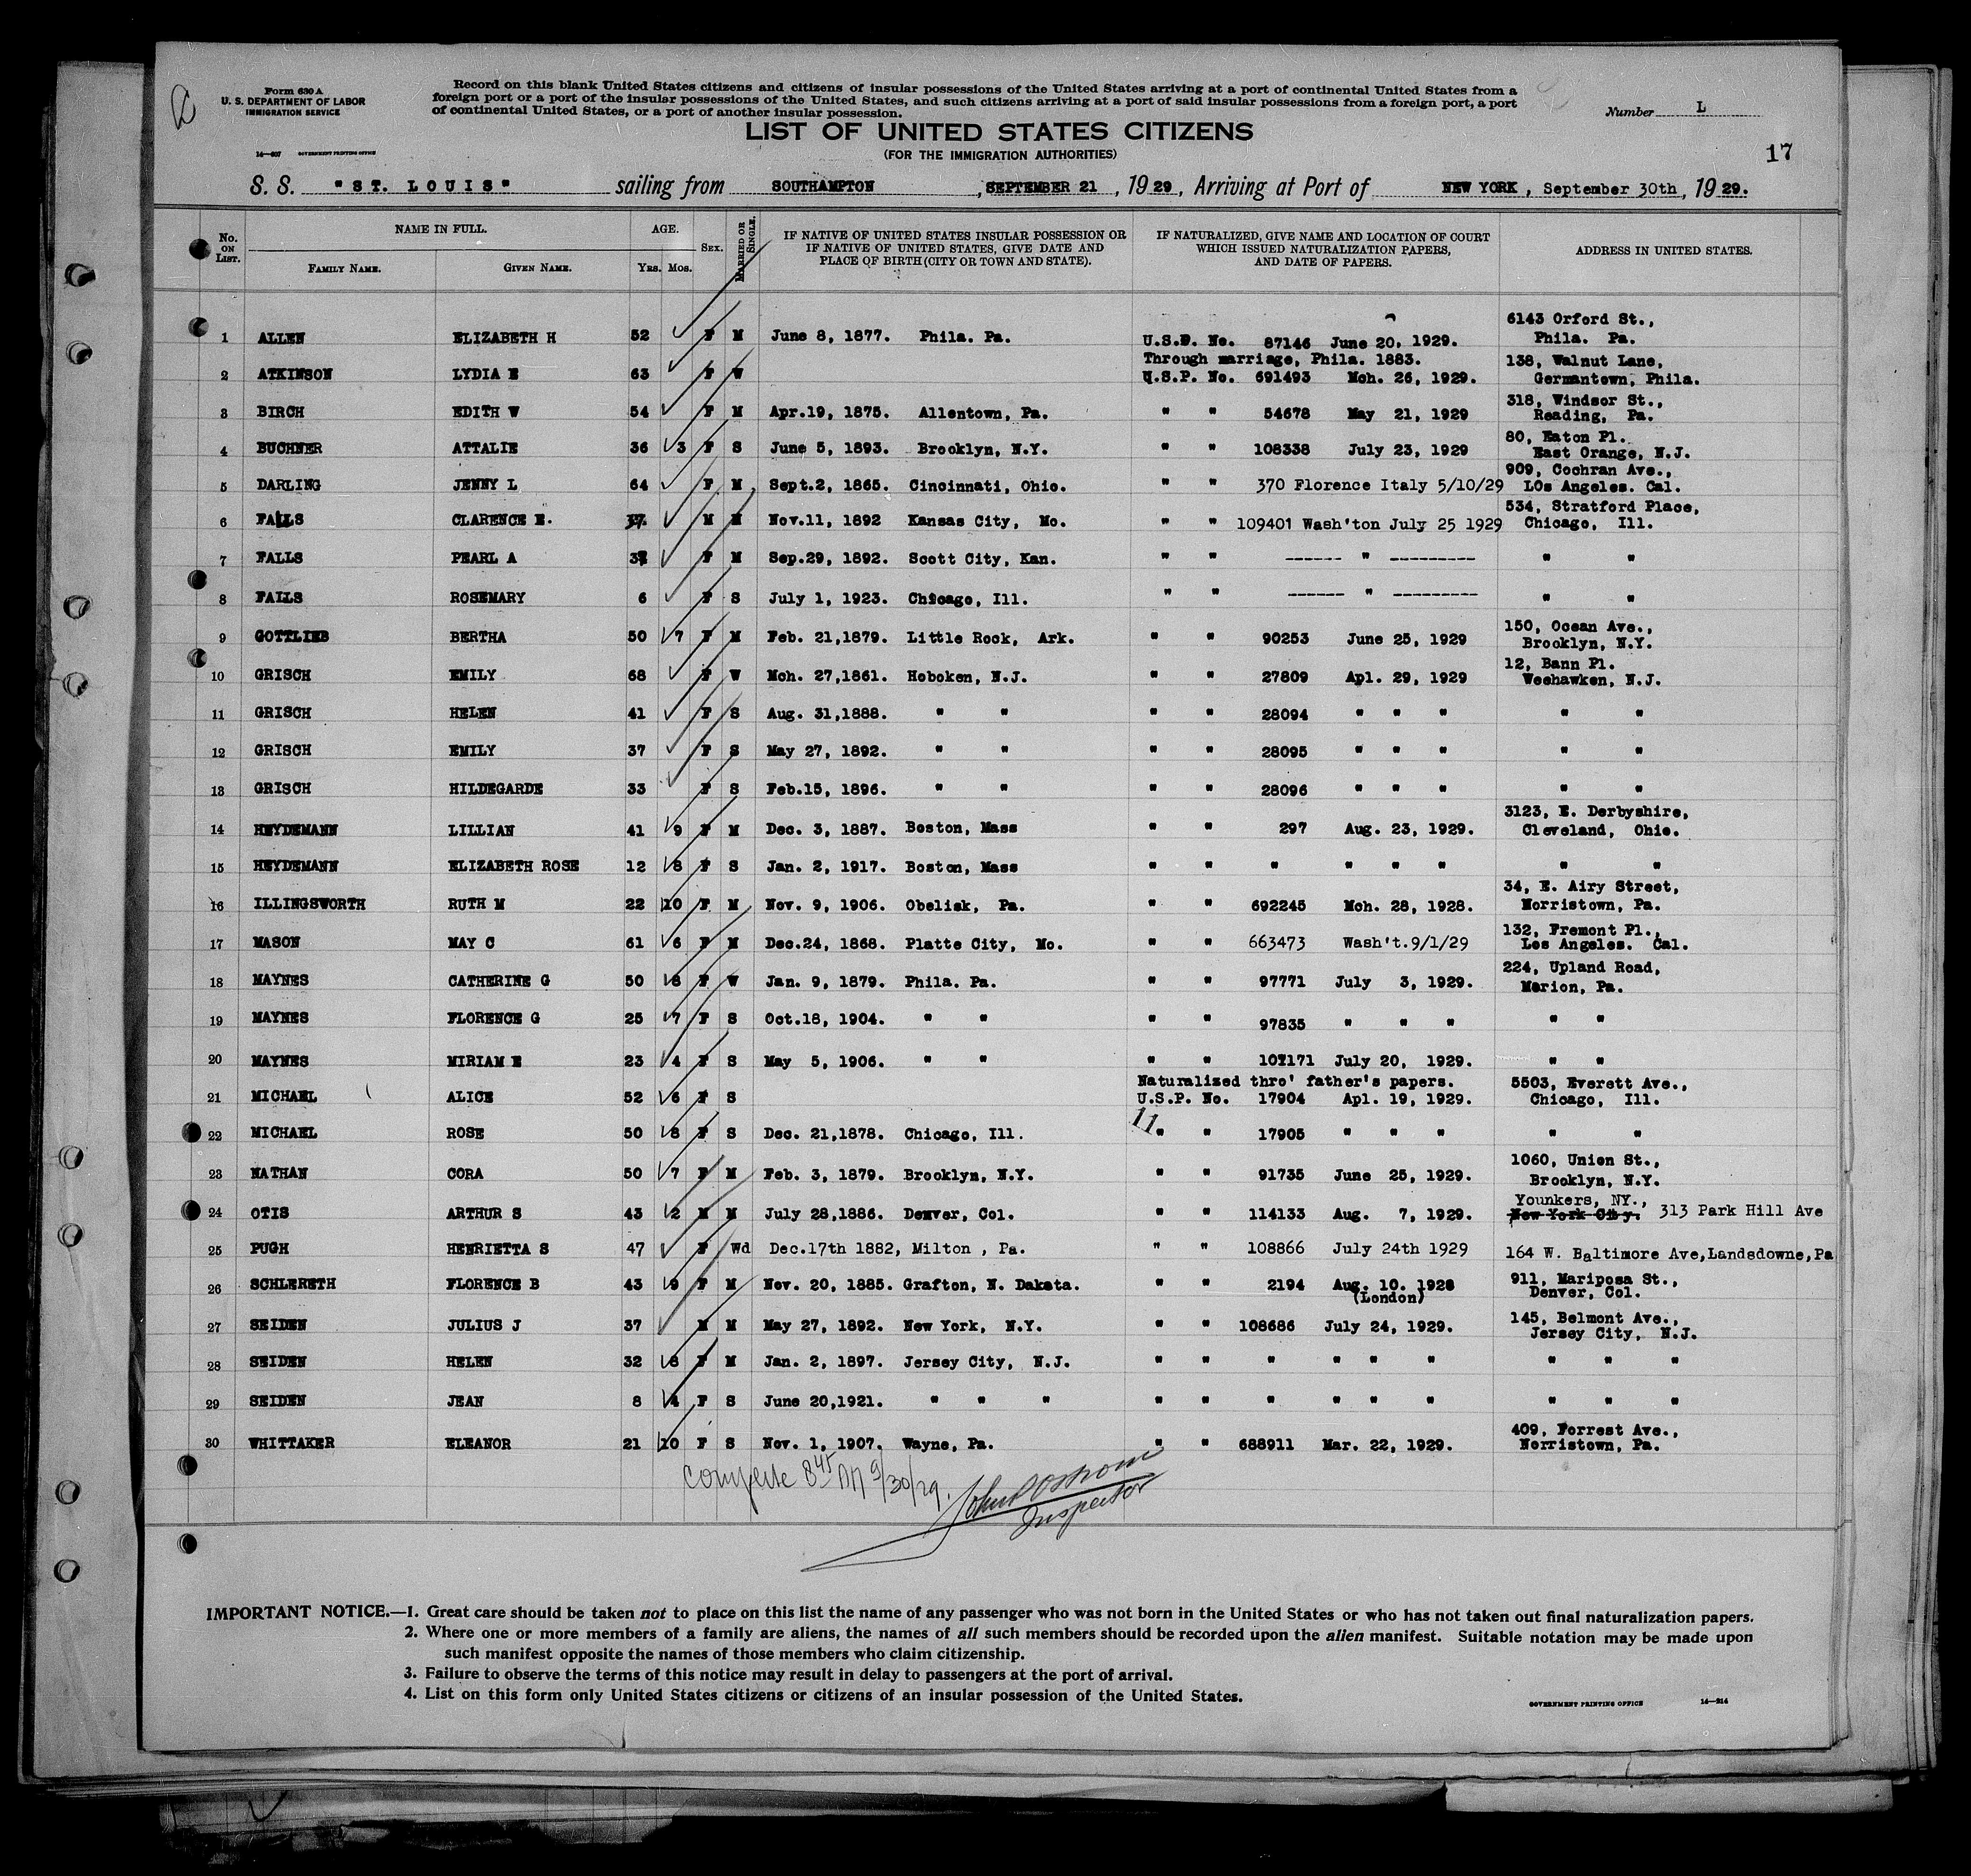 Form 630 A
U. S. DEPARTMENT OF LABOR
IMMIGRATION SERVICE
14—607 GOVERNMENT PRINTING OFFICE
Record on this blank United States citizens and citizens of insular possessions of the United States arriving at a port of continental United States from a
foreign port or a port of the insular possessions of the United States, and such citizens arriving at a port of said insular possessions from a foreign port, a port
of continental United States, or a port of another insular possession.
Number L
LIST OF UNITED STATES CITIZENS
(FOR THE IMMIGRATION AUTHORITIES)
17
S. S. "ST. LOUIS" sailing from SOUTHAMPTON, SEPTEMBER 21, 1929, Arriving at Port of NEW YORK, September 30th, 1929.
No. ON LIST. NAME IN FULL. FAMILY NAME. GIVEN NAME. AGE. YRS. MOS. SEX. MARRIED OR SINGLE. IF NATIVE OF UNITED STATES INSULAR POSSESSION OR IF NATIVE OF UNITED STATES, GIVE DATE AND PLACE OF BIRTH (CITY OR TOWN AND STATE). IF NATURALIZED, GIVE NAME AND LOCATION OF COURT WHICH ISSUED NATURALIZATION PAPERS, AND DATE OF PAPERS. ADDRESS IN UNITED STATES.
1 ALLEN ELIZABETH H 52 F M June 8, 1877. Phila. Pa. U.S.P. No. 87146 June 20, 1929. 6143 Orford St., Phila. Pa.
2 ATKINSON LYDIA E 63 F W Through marriage, Phila. 1883. U.S.P. No. 691493 Mch. 26, 1929. 138, Walnut Lane, Germantown, Phila.
3 BIRCH EDITH W 54 F M Apr.19, 1875. Allentown, Pa. " " 54678 May 21, 1929 318, Windsor St., Reading, Pa.
4 BUCHNER ATTALIE 36 3 F S June 5, 1893. Brooklyn, N.Y. " " 108338 July 23, 1929 80, Eaton Pl. East Orange, N.J.
5 DARLING JENNY L 64 F M Sept.2, 1865. Cincinnati, Ohio. " " 370 Florence Italy 5/10/29 909, Cochran Ave., LOs Angeles. Cal.
6 FALLS CLARENCE E. 37. M M Nov.11, 1892 Kansas City, Mo. " " 109401 Wash'ton July 25 1929 534, Stratford Place, Chicago, Ill.
7 FALLS PEARL A F M Sep.29, 1892. Scott City, Kan. " " ------ " --------- " "
8 FALLS ROSEMARY 6 F S July 1, 1923. Chicago, Ill. " " ------ " --------- " "
9 GOTTLIEB BERTHA 50 7 F M Feb. 21,1879. Little Rock, Ark. " " 90253 June 25, 1929 150, Ocean Ave., Brooklyn, N.Y.
10 GRISCH EMILY 68 F W Mch. 27,1861. Hoboken, N.J. " " 27809 Apl. 29, 1929 12, Bann Pl. Weehawken, N.J.
11 GRISCH HELEN 41 F S Aug. 31,1888. " " " " 28094 " " " " "
12 GRISCH EMILY 37 F S May 27, 1892. " " " " 28095 " " " " "
13 GRISCH HILDEGARDE 33 F S Feb.15, 1896. " " " " 28096 " " " " "
14 HEYDEMANN LILLIAN 41 9 F M Dec. 3, 1887. Boston, Mass " " 297 Aug. 23, 1929. 3123, E. Derbyshire, Cleveland, Ohio.
15 HEYDEMANN ELIZABETH ROSE 12 8 F S Jan. 2, 1917. Boston, Mass " " " " " " " "
16 ILLINGSWORTH RUTH M 22 10 F M Nov. 9, 1906. Obelisk, Pa. " " 692245 Mch. 28, 1928. 34, E. Airy Street, Norristown, Pa.
17 MASON MAY C 61 6 F M Dec.24, 1868. Platte City, Mo. " " 663473 Wash't.9/1/29 132, Fremont Pl., Los Angeles. Cal.
18 MAYNES CATHERINE G 50 8 F W Jan. 9, 1879. Phila. Pa. " " 97771 July 3, 1929. 224, Upland Road, Merion, Pa.
19 MAYNES FLORENCE G 25 7 F S Oct.18, 1904. " " " " 97835 " " " " "
20 MAYNES MIRIAM E 23 4 F S May 5, 1906. " " " " July 20, 1929. " "
21 MICHAEL ALICE 52 6 F S Naturalized thro' father's papers. U.S.P. No. 17904 Apl. 19, 1929. 5503, Everett Ave., Chicago, Ill.
22 MICHAEL ROSE 50 8 F S Dec. 21,1878. Chicago, Ill. 11 " " 17905 " " " " "
23 NATHAN CORA 50 7 F M Feb. 3, 1879. Brooklyn, N.Y. " " 91735 June 25, 1929. 1060, Union St., Brooklyn, N.Y.
24 OTIS ARTHUR S 43 2 M M July 28,1886. Denver, Col. " " 114133 Aug. 7, 1929. Younkers, NY., New York City. 313 Park Hill Ave
25 PUGH HENRIETTA S 47 F Wd Dec.17th 1882, Milton , Pa. " " 108866 July 24th 1929 164 W. Baltimore Ave,Landsdowne,Pa
26 SCHLERETH FLORENCE B 43 9 F M Nov. 20, 1885. Grafton, N. Dakota. " " 2194 Aug. 10. 1928 (London) 911, Mariposa St., Denver, Col.
27 SEIDEN JULIUS J 37 M M May 27, 1892. New York, N.Y. " " 108686 July 24, 1929. 145, Belmont Ave., Jersey City, N.J.
28 SEIDEN HELEN 32 8 F M Jan. 2, 1897. Jersey City, N.J. " " " " " " " " "
29 SEIDEN JEAN 8 4 F S June 20,1921. " " " " " " " " " " " "
30 WHITTAKER ELEANOR 21 10 F S Nov. 1, 1907. Wayne, Pa. " " 688911 Mar. 22, 1929. 409, Forrest Ave., Norristown, Pa.
Complete 8 45 AM 9/30/29.
Inspector
IMPORTANT NOTICE.—1. Great care should be taken not to place on this list the name of any passenger who was not born in the United States or who has not taken out final naturalization papers.
2. Where one or more members of a family are aliens, the names of all such members should be recorded upon the alien manifest. Suitable notation may be made upon
such manifest opposite the names of those members who claim citizenship.
3. Failure to observe the terms of this notice may result in delay to passengers at the port of arrival.
4. List on this form only United States citizens or citizens of an insular possession of the United States.
GOVERNMENT PRINTING OFFICE 14—214